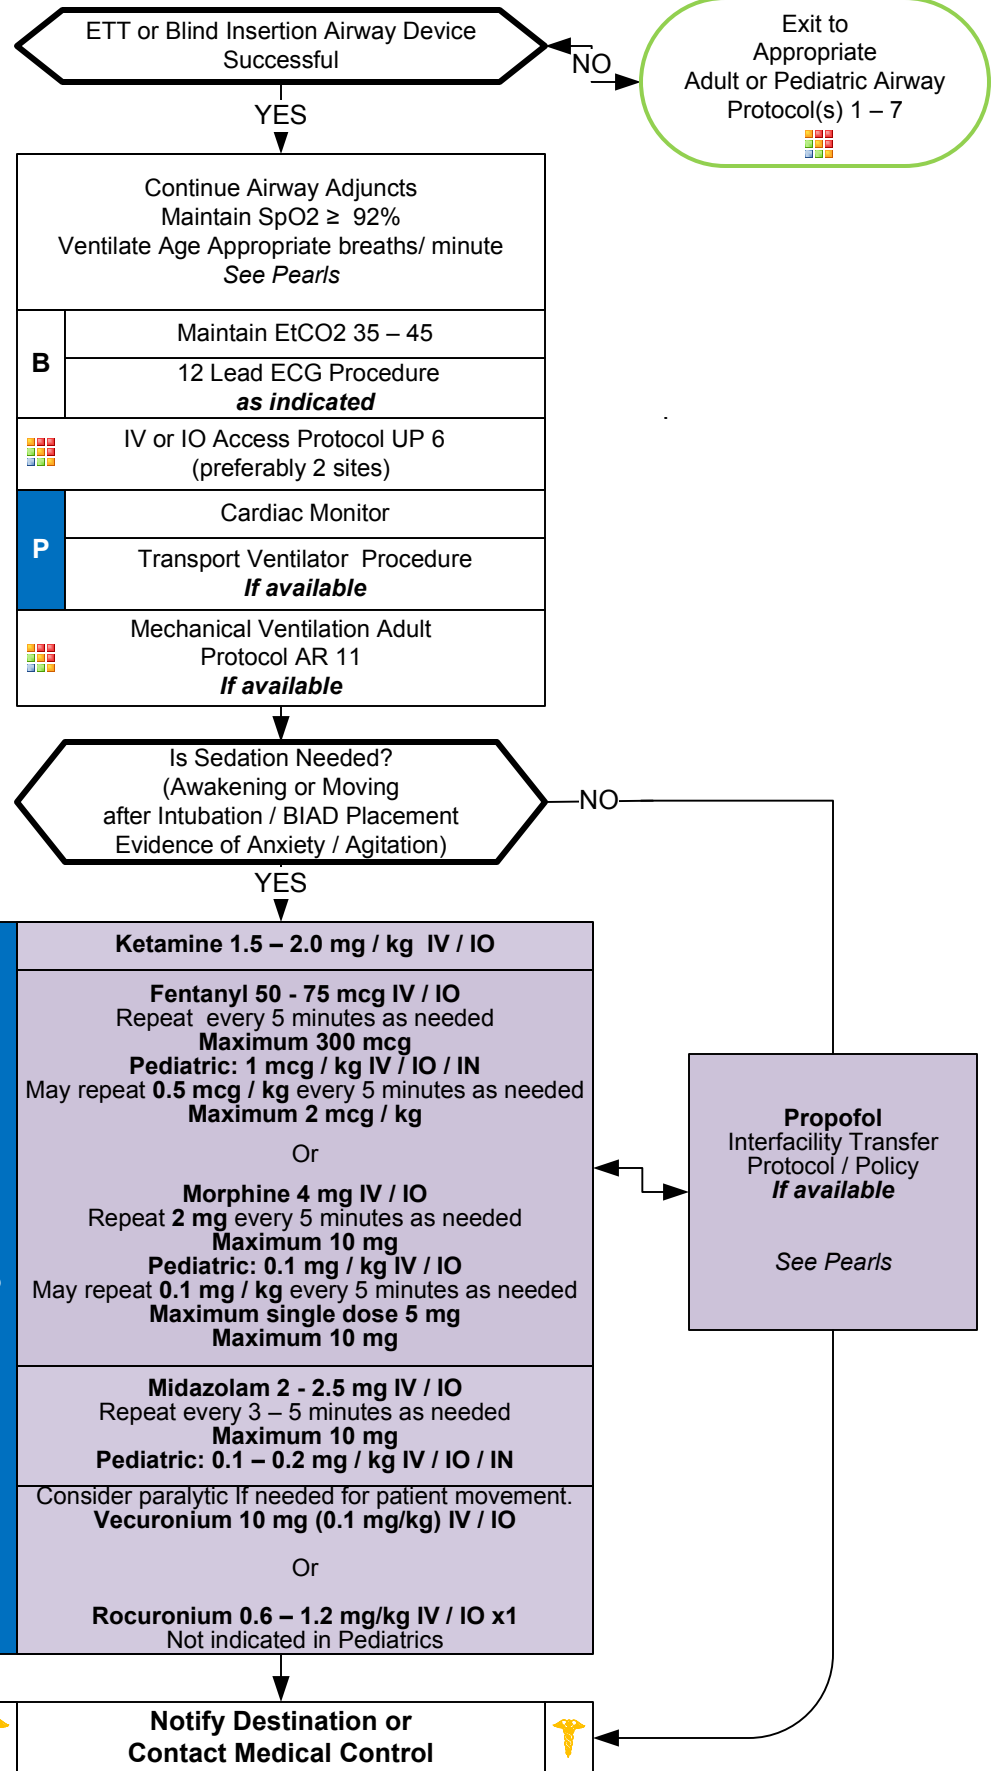 ETT or Blind Insertion Airway Device
Successful
NO
Exit to
Appropriate
Adult or Pediatric Airway
Protocol(s) 1 – 7
YES
Continue Airway Adjuncts
Maintain SpO2 ≥ 92%
Ventilate Age Appropriate breaths/ minute
See Pearls
B
Maintain EtCO2 35 – 45
12 Lead ECG Procedure
as indicated
IV or IO Access Protocol UP 6
(preferably 2 sites)
P
Cardiac Monitor
Transport Ventilator Procedure
If available
Mechanical Ventilation Adult
Protocol AR 11
If available
Is Sedation Needed?
(Awakening or Moving
after Intubation / BIAD Placement
Evidence of Anxiety / Agitation)
NO
YES
Ketamine 1.5 – 2.0 mg / kg IV / IO
Fentanyl 50 - 75 mcg IV / IO
Repeat every 5 minutes as needed
Maximum 300 mcg
Pediatric: 1 mcg / kg IV / IO / IN
May repeat 0.5 mcg / kg every 5 minutes as needed
Maximum 2 mcg / kg
Or
Morphine 4 mg IV / IO
Repeat 2 mg every 5 minutes as needed
Maximum 10 mg
Pediatric: 0.1 mg / kg IV / IO
May repeat 0.1 mg / kg every 5 minutes as needed
Maximum single dose 5 mg
Maximum 10 mg
Midazolam 2 - 2.5 mg IV / IO
Repeat every 3 – 5 minutes as needed
Maximum 10 mg
Pediatric: 0.1 – 0.2 mg / kg IV / IO / IN
Consider paralytic If needed for patient movement.
Vecuronium 10 mg (0.1 mg/kg) IV / IO
Or
Rocuronium 0.6 – 1.2 mg/kg IV / IO x1
Not indicated in Pediatrics
Propofol
Interfacility Transfer
Protocol / Policy
If available
See Pearls
Notify Destination or
Contact Medical Control